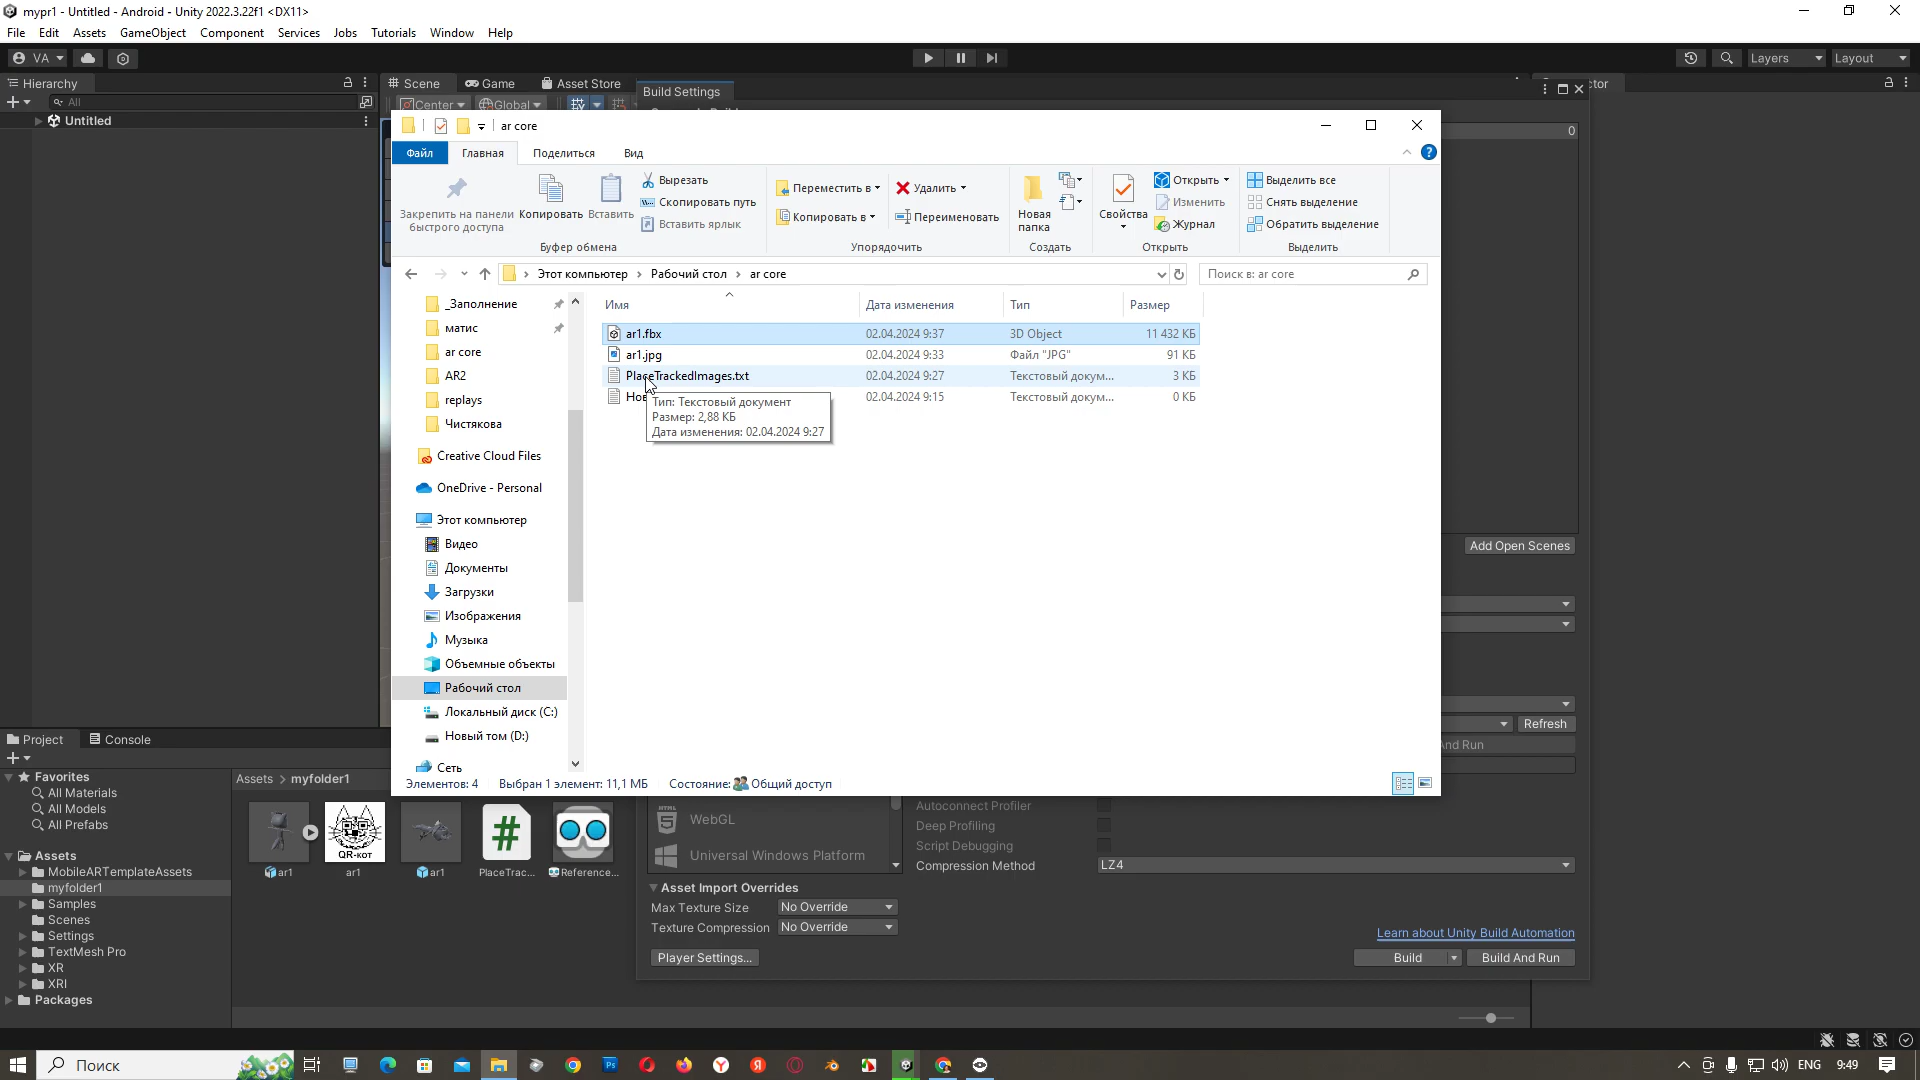 mypr1 - Untitled - Android - Unity 2022.3.22f1 <DX11>
File Edit Assets GameObject Component Services Jobs Tutorials Window Help
VA
Layers
Layout
Hierarchy
All
Untitled
Scene
Game
Asset Store
Build Settings
Center
Global
0
ar core
Файл
Главная
Поделиться
Вид
Закрепить на панели
быстрого доступа
Копировать
Вставить
Вырезать
Скопировать путь
Вставить ярлык
Буфер обмена
Переместить в
Копировать в
Удалить
Переименовать
Упорядочить
Новая
папка
Создать
Свойства
Открыть
Изменить
Журнал
Открыть
Выделить все
Снять выделение
Обратить выделение
Выделить
Этот компьютер
Рабочий стол
ar core
Поиск в: ar core
_Заполнение
матис
ar core
AR2
replays
Чистякова
Creative Cloud Files
OneDrive - Personal
Этот компьютер
Видео
Документы
Загрузки
Изображения
Музыка
Объемные объекты
Рабочий стол
Локальный диск (C:)
Новый том (D:)
Сеть
Имя Дата изменения Тип Размер
ar1.fbx 02.04.2024 9:37 3D Object 11 432 КБ
ar1.jpg 02.04.2024 9:33 Файл "JPG" 91 КБ
PlaceTrackedImages.txt 02.04.2024 9:27 Текстовый докум... 3 КБ
02.04.2024 9:15 Текстовый докум... 0 КБ
Тип: Текстовый документ
Размер: 2,88 КБ
Дата изменения: 02.04.2024 9:27
Элементов: 4 Выбран 1 элемент: 11,1 МБ Состояние: Общий доступ
Add Open Scenes
Refresh
And Run
Project
Console
Favorites
All Materials
All Models
All Prefabs
Assets
MobileARTemplateAssets
myfolder1
Samples
Scenes
Settings
TextMesh Pro
XR
XRI
Packages
Assets > myfolder1
QR-кот
ar1
ar1
ar1
PlaceTrac...
Reference...
WebGL
Universal Windows Platform
Autoconnect Profiler
Deep Profiling
Script Debugging
Compression Method LZ4
Asset Import Overrides
Max Texture Size No Override
Texture Compression No Override
Learn about Unity Build Automation
Player Settings...
Build
Build And Run
Поиск
ENG
9:49